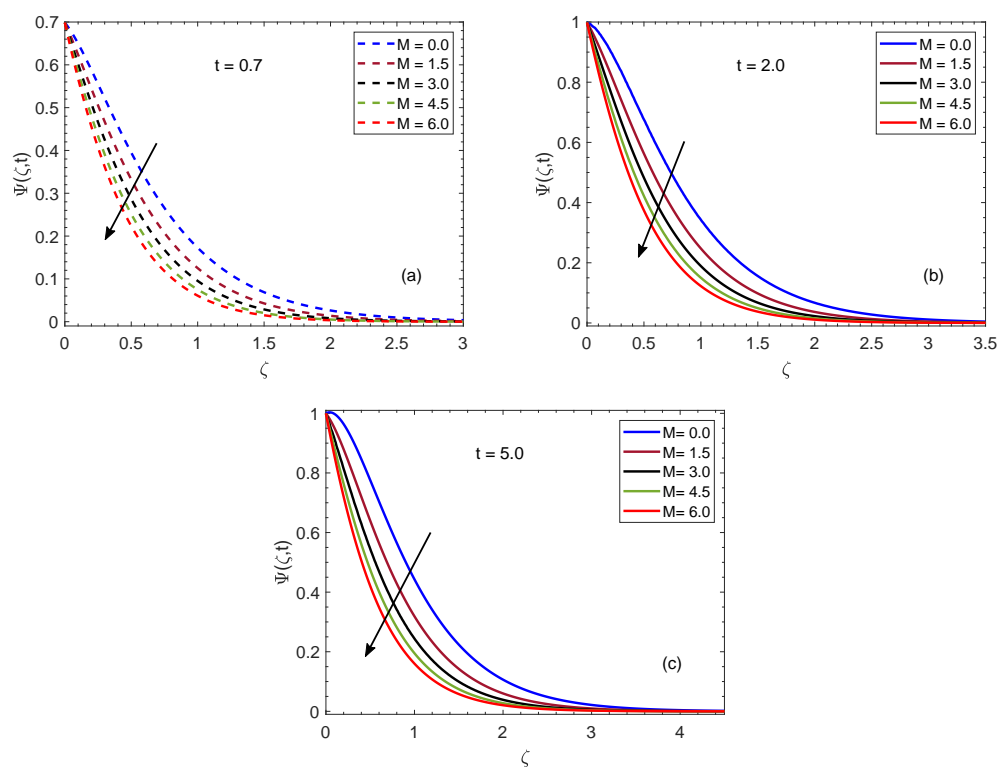 0.7
0.6
0.5
0.4
0.3
0.2
0.1
0
Ψ(ζ,t)
t = 0.7
M = 0.0
M = 1.5
M = 3.0
M = 4.5
M = 6.0
(a)
0 0.5 1 1.5 2 2.5 3
ζ
1
0.8
0.6
0.4
0.2
0
Ψ(ζ,t)
t = 2.0
M = 0.0
M = 1.5
M = 3.0
M = 4.5
M = 6.0
(b)
0 0.5 1 1.5 2 2.5 3 3.5
ζ
1
0.8
0.6
0.4
0.2
0
Ψ(ζ,t)
t = 5.0
M= 0.0
M= 1.5
M= 3.0
M= 4.5
M= 6.0
(c)
0 1 2 3 4
ζ